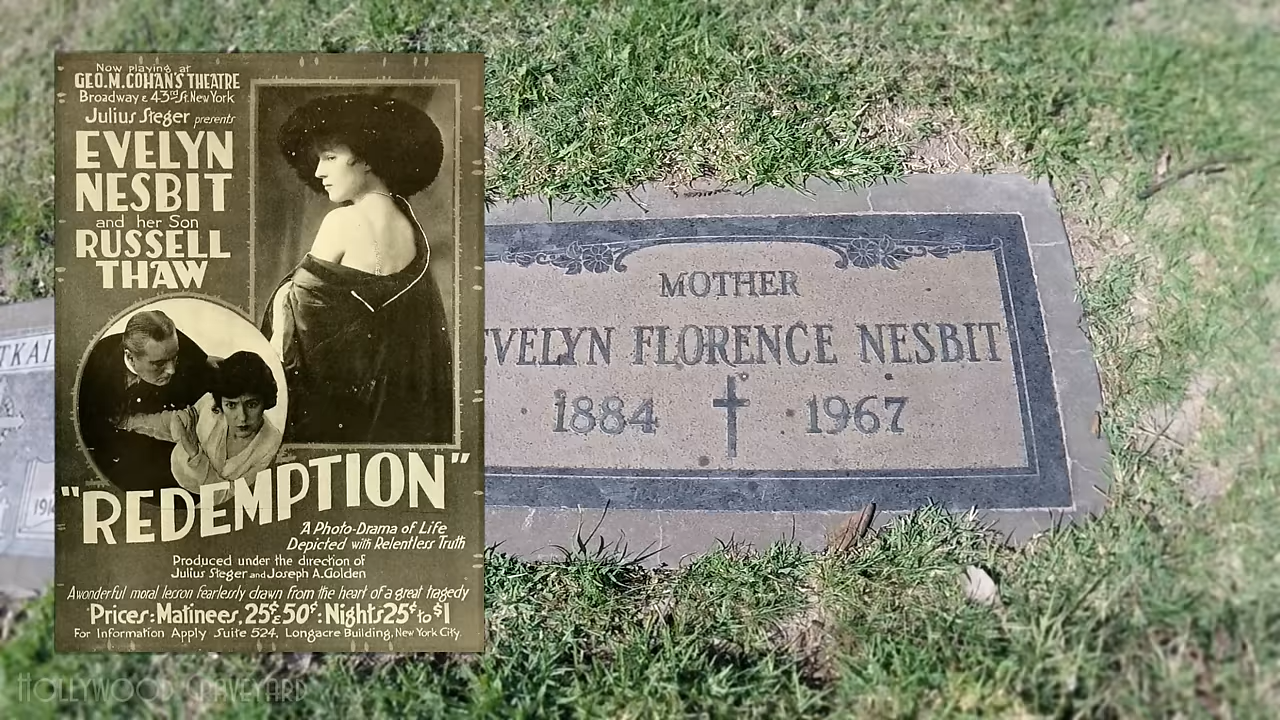 Now playing at
GEO.M.COHAN'S THEATRE
Broadway & 43rd St. New York
Julius Steger presents
EVELYN
NESBIT
and her Son
RUSSELL
THAW
"REDEMPTION"
A Photo-Drama of Life
Depicted with Relentless Truth
Produced under the direction of
Julius Steger and Joseph A. Golden
A wonderful moral lesson fearlessly drawn from the heart of a great tragedy
Prices: Matinees, 25¢ & 50¢: Nights 25¢ to $1
For Information Apply Suite 524, Longacre Building, New York City.
MOTHER
EVELYN FLORENCE NESBIT
1884 1967
HOLLYWOOD GRAVEYARD